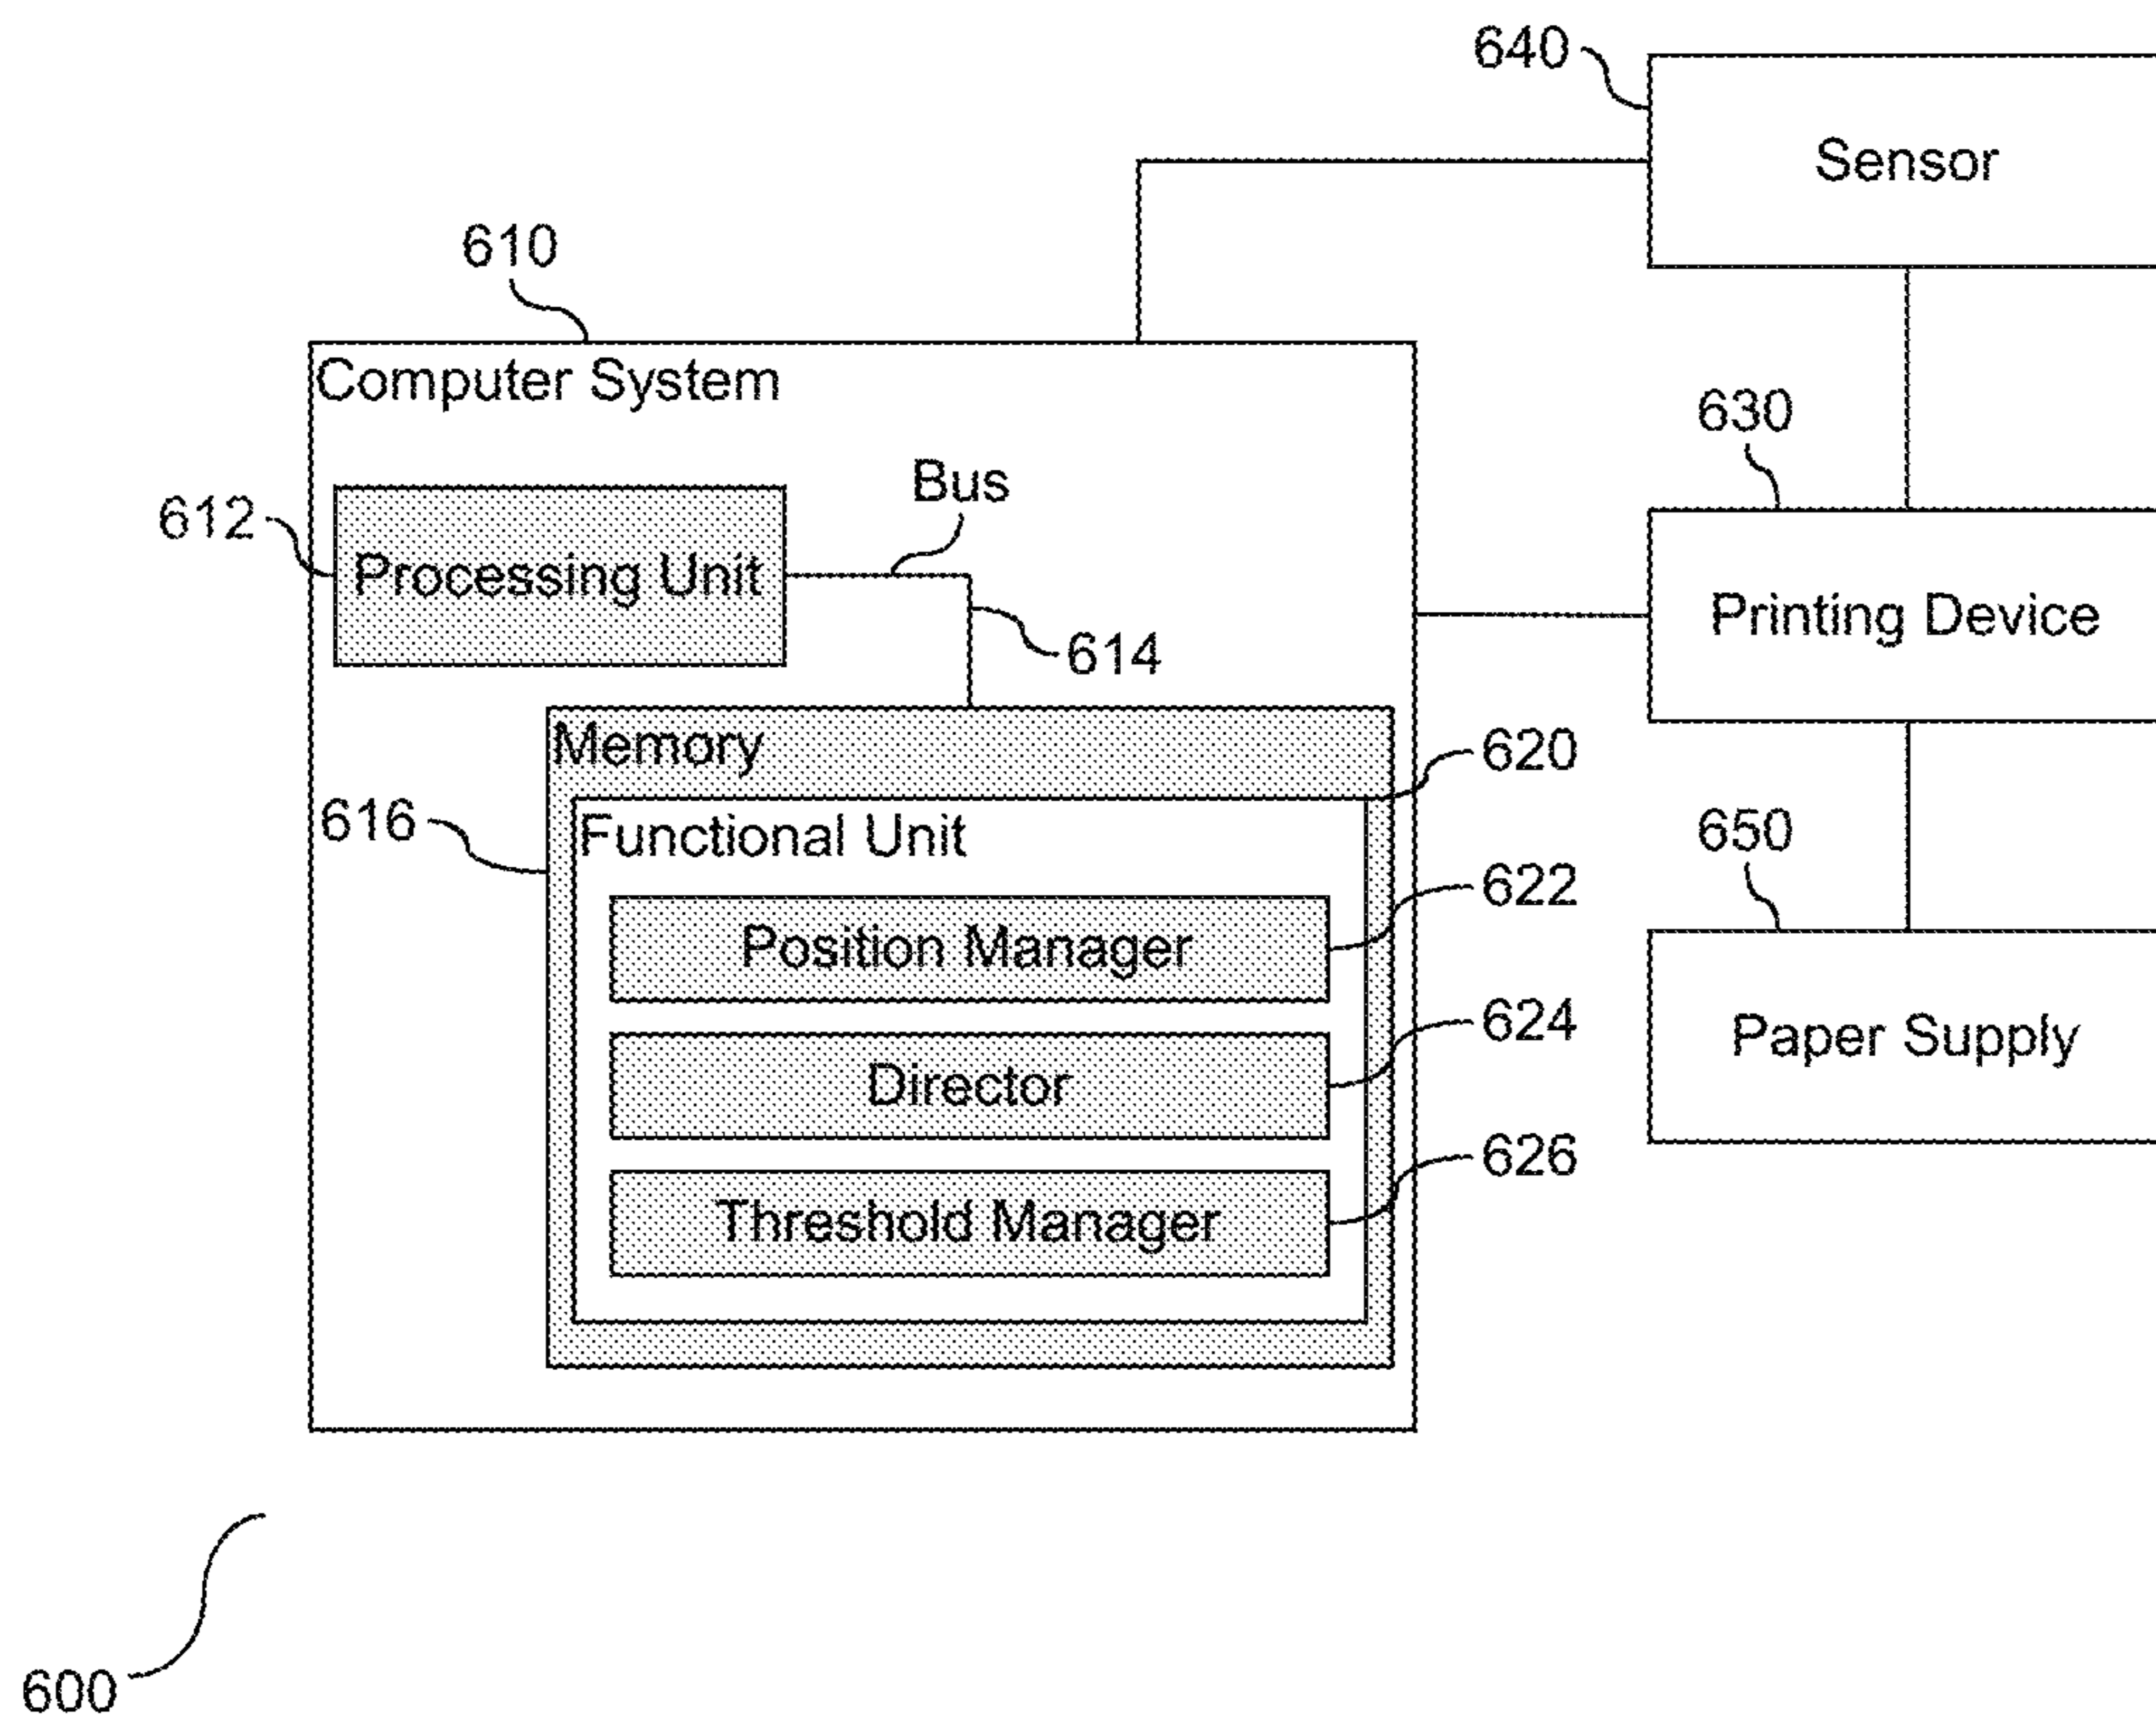 640
Sensor
610
Computer System
630
Bus
612
Processing Unit
Printing Device
614
Memory
620
616
Functional Unit
650
622
Position Manager
624
Paper Supply
Director
626
Threshold Manager
600